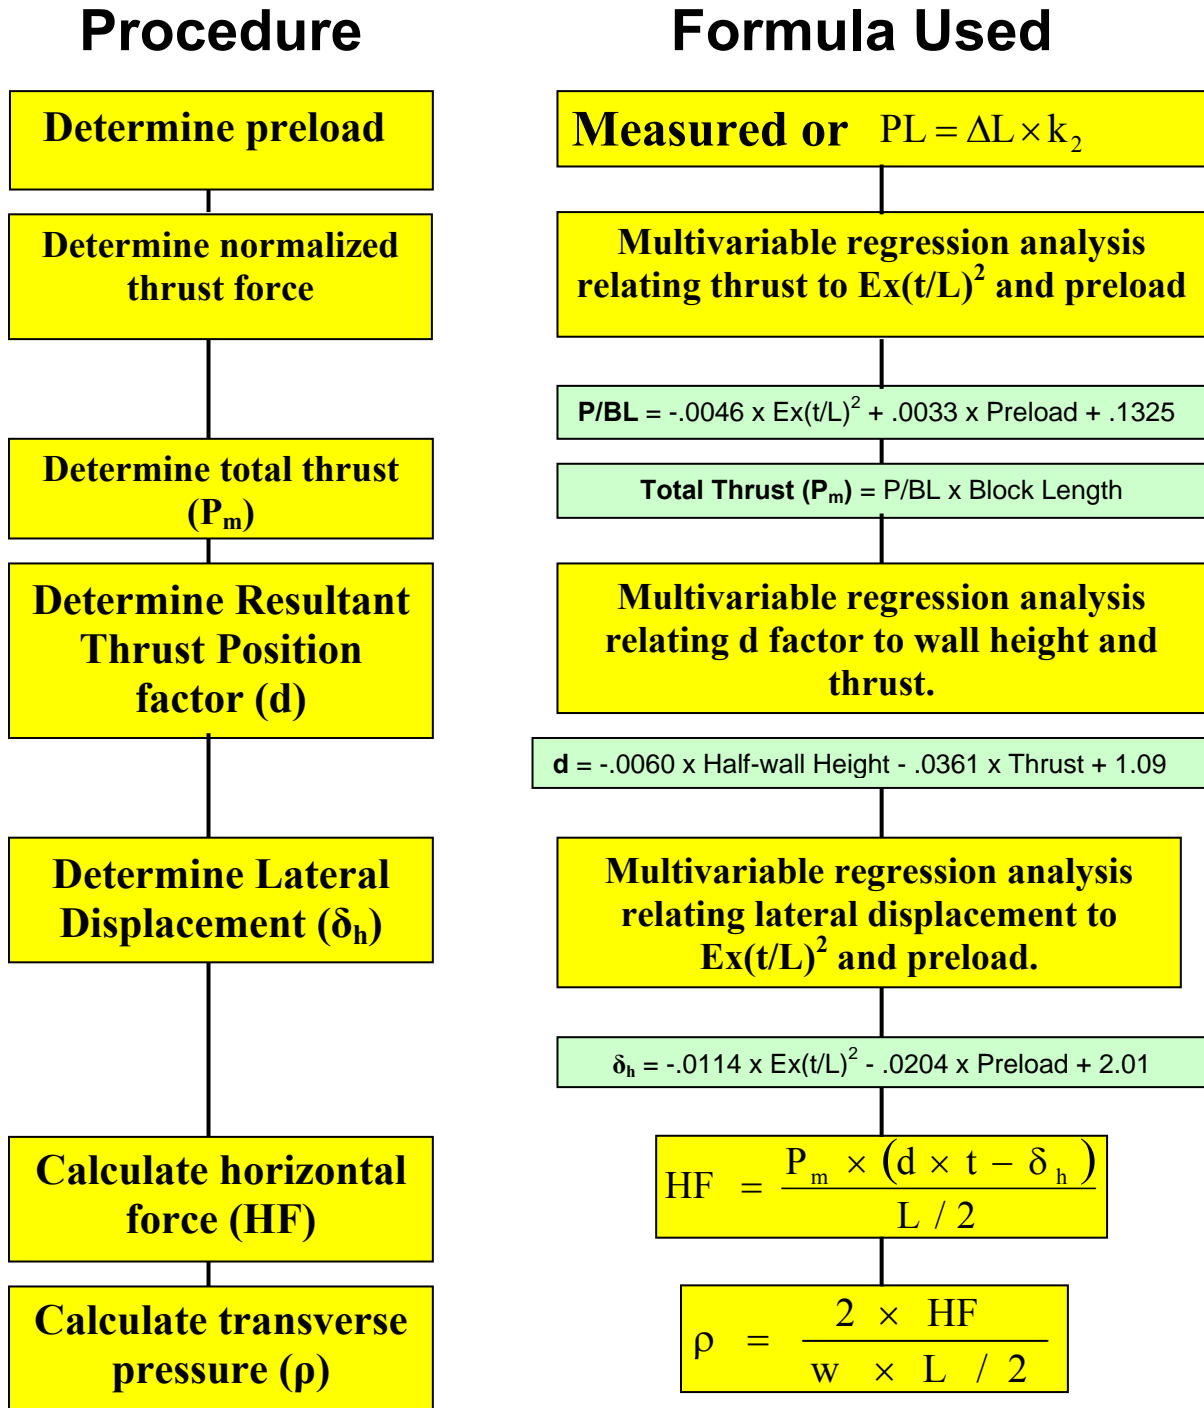 Procedure
Formula Used
Determine preload
Measured or PL = ΔL × k₂
Determine normalized
thrust force
Multivariable regression analysis
relating thrust to Ex(t/L)² and preload
P/BL = -.0046 x Ex(t/L)² + .0033 x Preload + .1325
Determine total thrust
(Pₘ)
Total Thrust (Pₘ) = P/BL x Block Length
Determine Resultant
Thrust Position
factor (d)
Multivariable regression analysis
relating d factor to wall height and
thrust.
d = -.0060 x Half-wall Height - .0361 x Thrust + 1.09
Determine Lateral
Displacement (δₕ)
Multivariable regression analysis
relating lateral displacement to
Ex(t/L)² and preload.
δₕ = -.0114 x Ex(t/L)² - .0204 x Preload + 2.01
Calculate horizontal
force (HF)
HF = Pₘ × (d × t − δₕ)
L / 2
Calculate transverse
pressure (ρ)
ρ = 2 × HF
w × L / 2